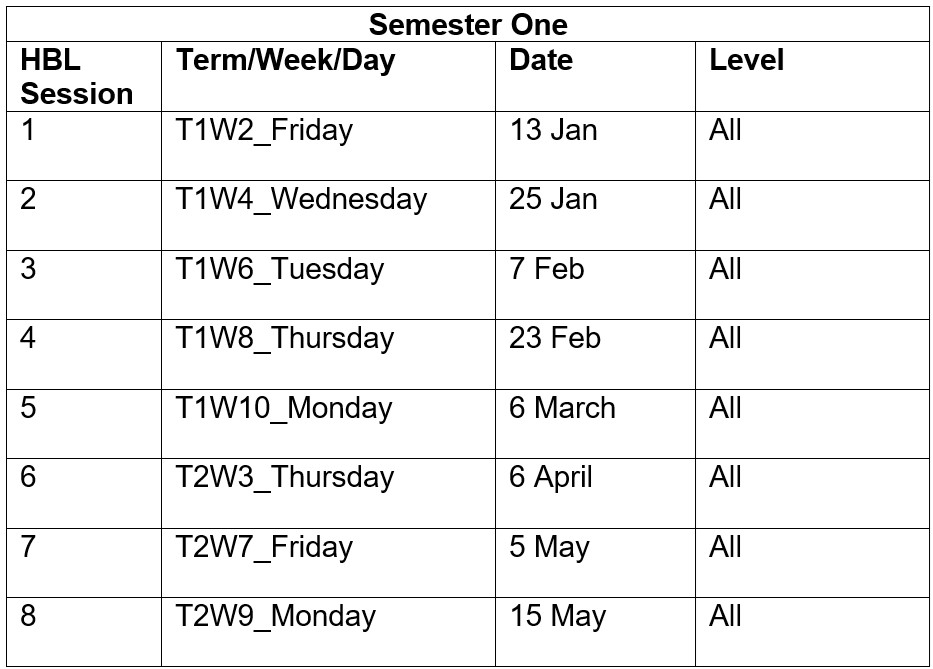 Semester One
HBL Session Term/Week/Day Date Level
1 T1W2_Friday 13 Jan All
2 T1W4_Wednesday 25 Jan All
3 T1W6_Tuesday 7 Feb All
4 T1W8_Thursday 23 Feb All
5 T1W10_Monday 6 March All
6 T2W3_Thursday 6 April All
7 T2W7_Friday 5 May All
8 T2W9_Monday 15 May All